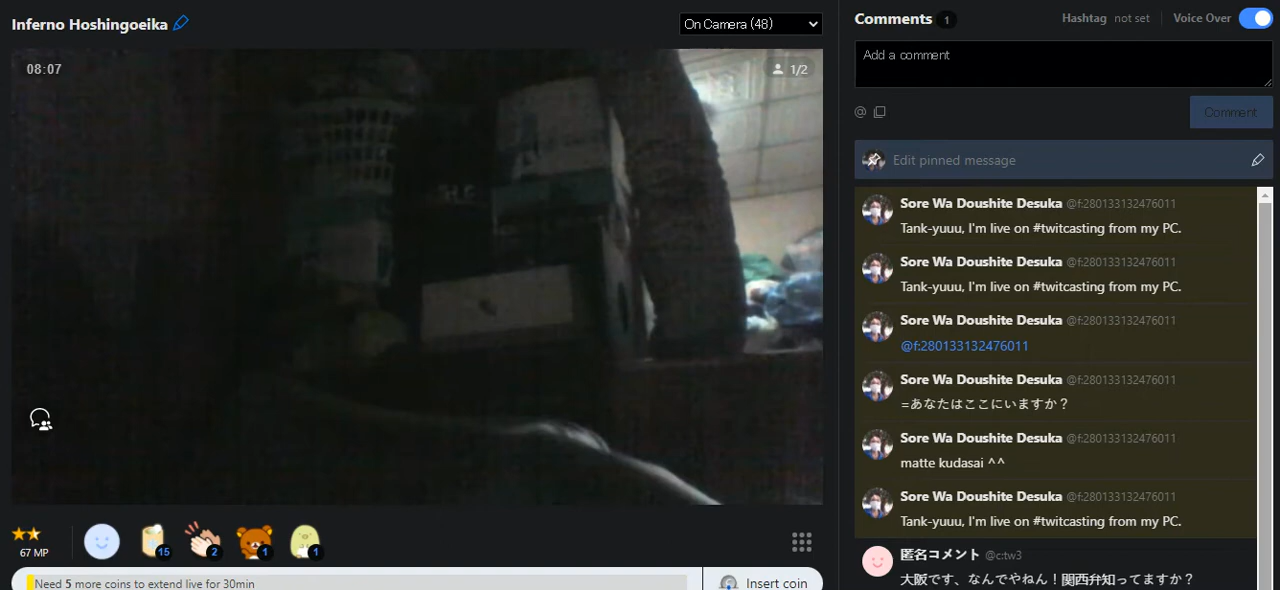 Inferno Hoshingoeika
On Camera (48)
08:07
1/2
67 MP
15
2
1
1
Need 5 more coins to extend live for 30min
Insert coin
Comments 1
Hashtag not set
Voice Over
Add a comment
@
Comment
Edit pinned message
Sore Wa Doushite Desuka @f:280133132476011
Tank-yuuu, I'm live on #twitcasting from my PC.
Sore Wa Doushite Desuka @f:280133132476011
Tank-yuuu, I'm live on #twitcasting from my PC.
Sore Wa Doushite Desuka @f:280133132476011
@f:280133132476011
Sore Wa Doushite Desuka @f:280133132476011
=あなたはここにいますか？
Sore Wa Doushite Desuka @f:280133132476011
matte kudasai ^^
Sore Wa Doushite Desuka @f:280133132476011
Tank-yuuu, I'm live on #twitcasting from my PC.
匿名コメント @c:tw3
大阪です、なんでやねん！関西弁知ってますか？